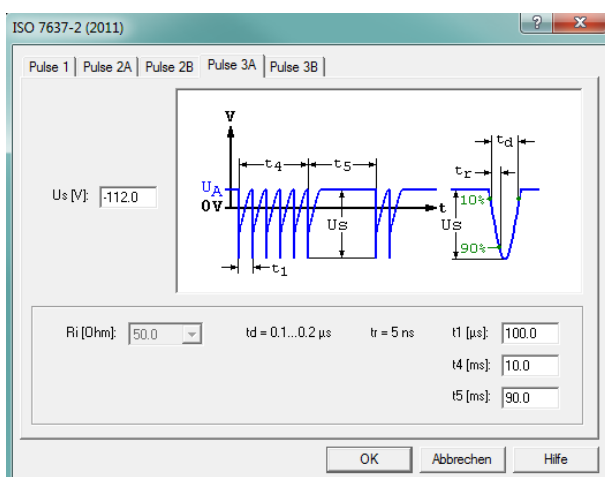 ISO 7637-2 (2011)
Pulse 1 Pulse 2A Pulse 2B Pulse 3A Pulse 3B
Us [V]: -112.0
V
t4 t5
UA
0V
t
Us
t1
td
tr
10%
Us
90%
Ri [Ohm]: 50.0 td = 0.1...0.2 µs tr = 5 ns t1 [µs]: 100.0
t4 [ms]: 10.0
t5 [ms]: 90.0
OK Abbrechen Hilfe